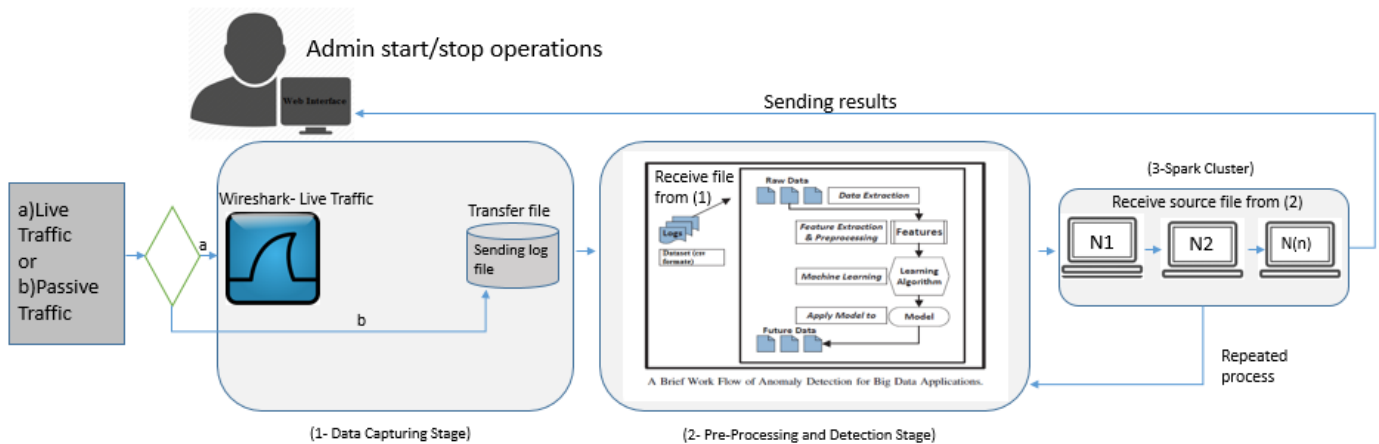 Admin start/stop operations
Web Interface
Sending results
a)Live
Traffic
or
b)Passive
Traffic
a
b
Wireshark- Live Traffic
Transfer file
Sending log
file
(1- Data Capturing Stage)
Receive file
from (1)
Logs
Dataset (csv
formate)
Raw Data
Data Extraction
Feature Extraction
& Preprocessing
Features
Machine Learning
Learning
Algorithm
Apply Model to
Model
Future Data
A Brief Work Flow of Anomaly Detection for Big Data Applications.
(2- Pre-Processing and Detection Stage)
(3-Spark Cluster)
Receive source file from (2)
N1
N2
N(n)
Repeated
process